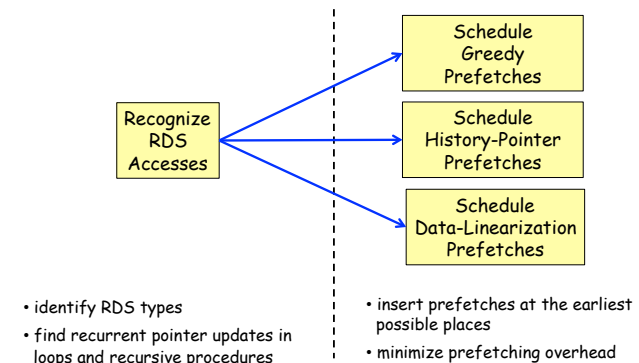 Schedule
Greedy
Prefetches
Recognize
RDS
Accesses
Schedule
History-Pointer
Prefetches
Schedule
Data-Linearization
Prefetches
• identify RDS types
• find recurrent pointer updates in
loops and recursive procedures
• insert prefetches at the earliest
possible places
• minimize prefetching overhead